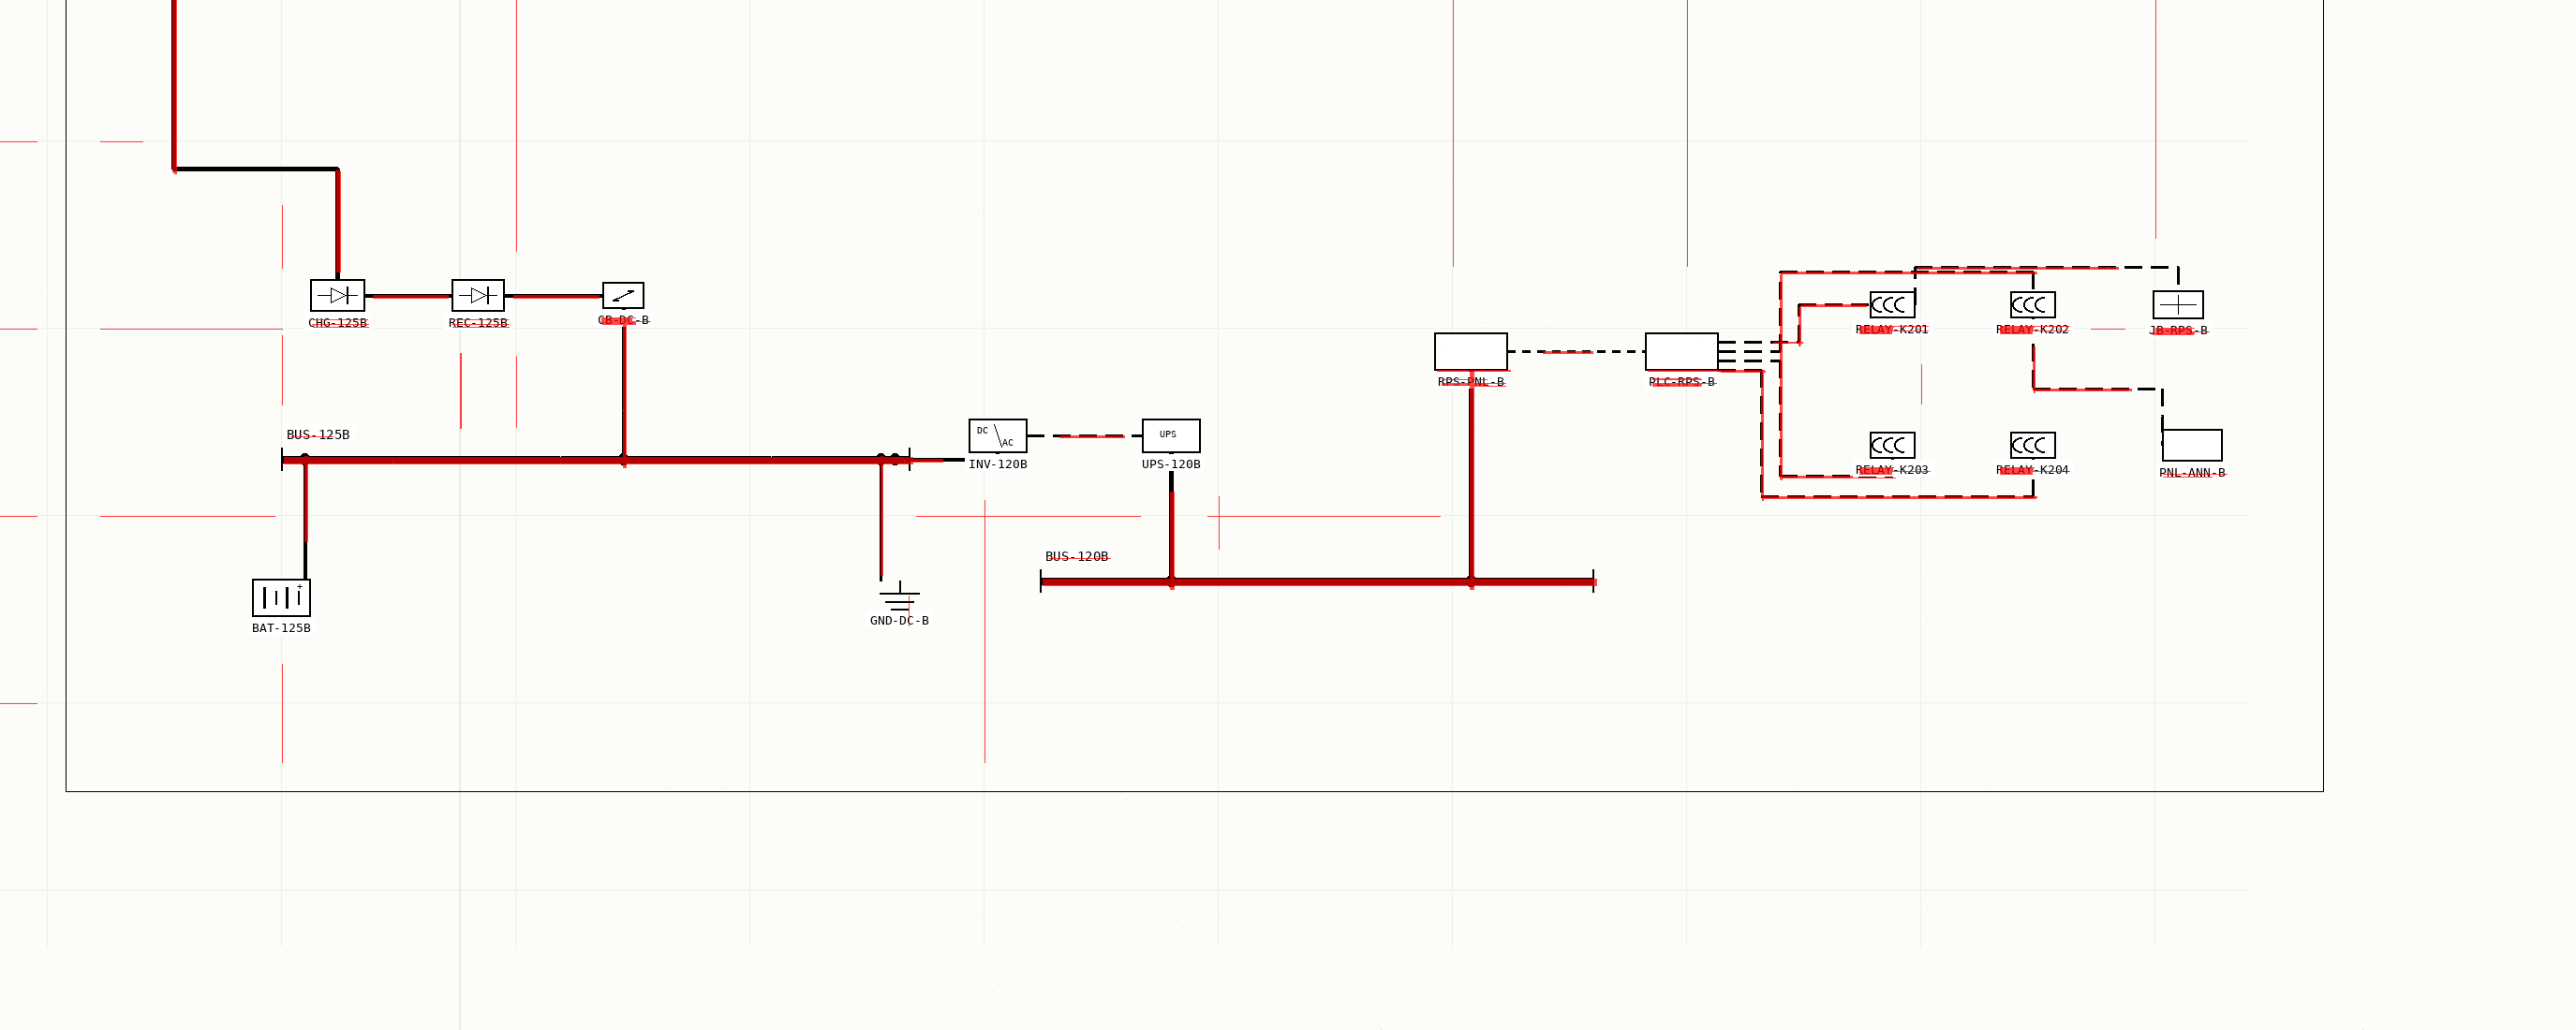 CHG-125B
REC-125B
CB-DC-B
RELAY-K201
RELAY-K202
JB-RPS-B
RPS-PNL-B
PLC-RPS-B
BUS-125B
DC
AC
INV-120B
UPS
UPS-120B
RELAY-K203
RELAY-K204
PNL-ANN-B
BUS-120B
+
BAT-125B
GND-DC-B